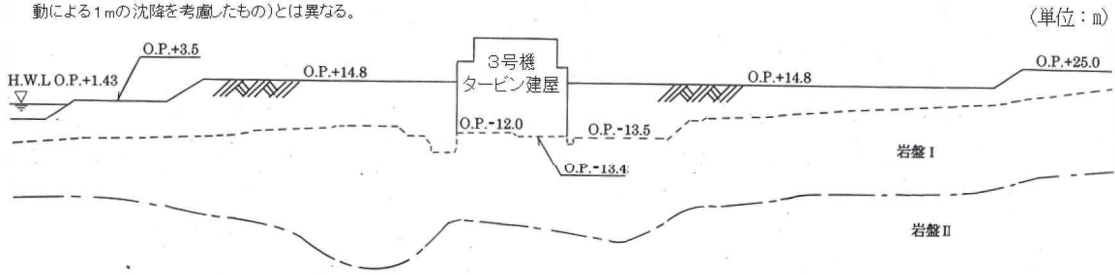 動による1mの沈降を考慮したもの)とは異なる。
(単位：m)
O.P.+3.5
3号機
タービン建屋
O.P.+14.8
O.P.+14.8
O.P.+25.0
H.W.L O.P.+1.43
O.P.-12.0
O.P.-13.5
O.P.-13.4
岩盤Ⅰ
岩盤Ⅱ